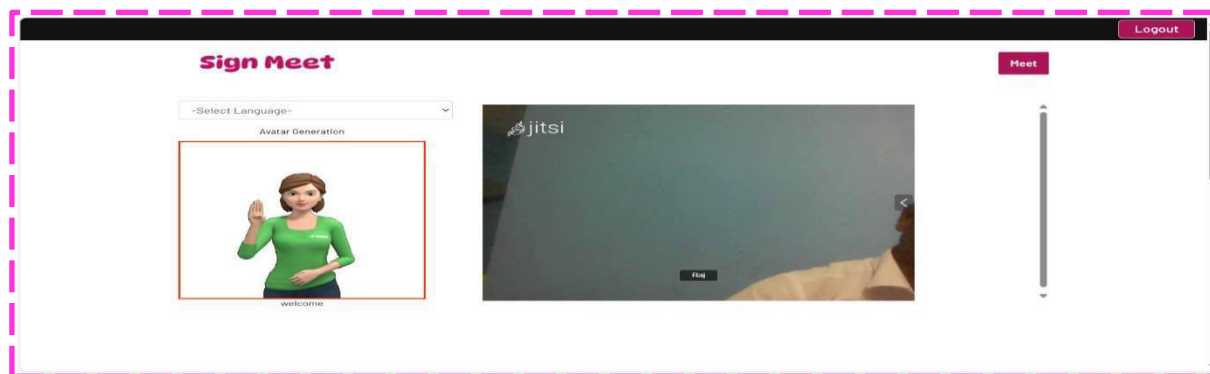 Logout
Sign Meet
Meet
-Select Language-
Avatar Generation
jitsi
Raj
welcome